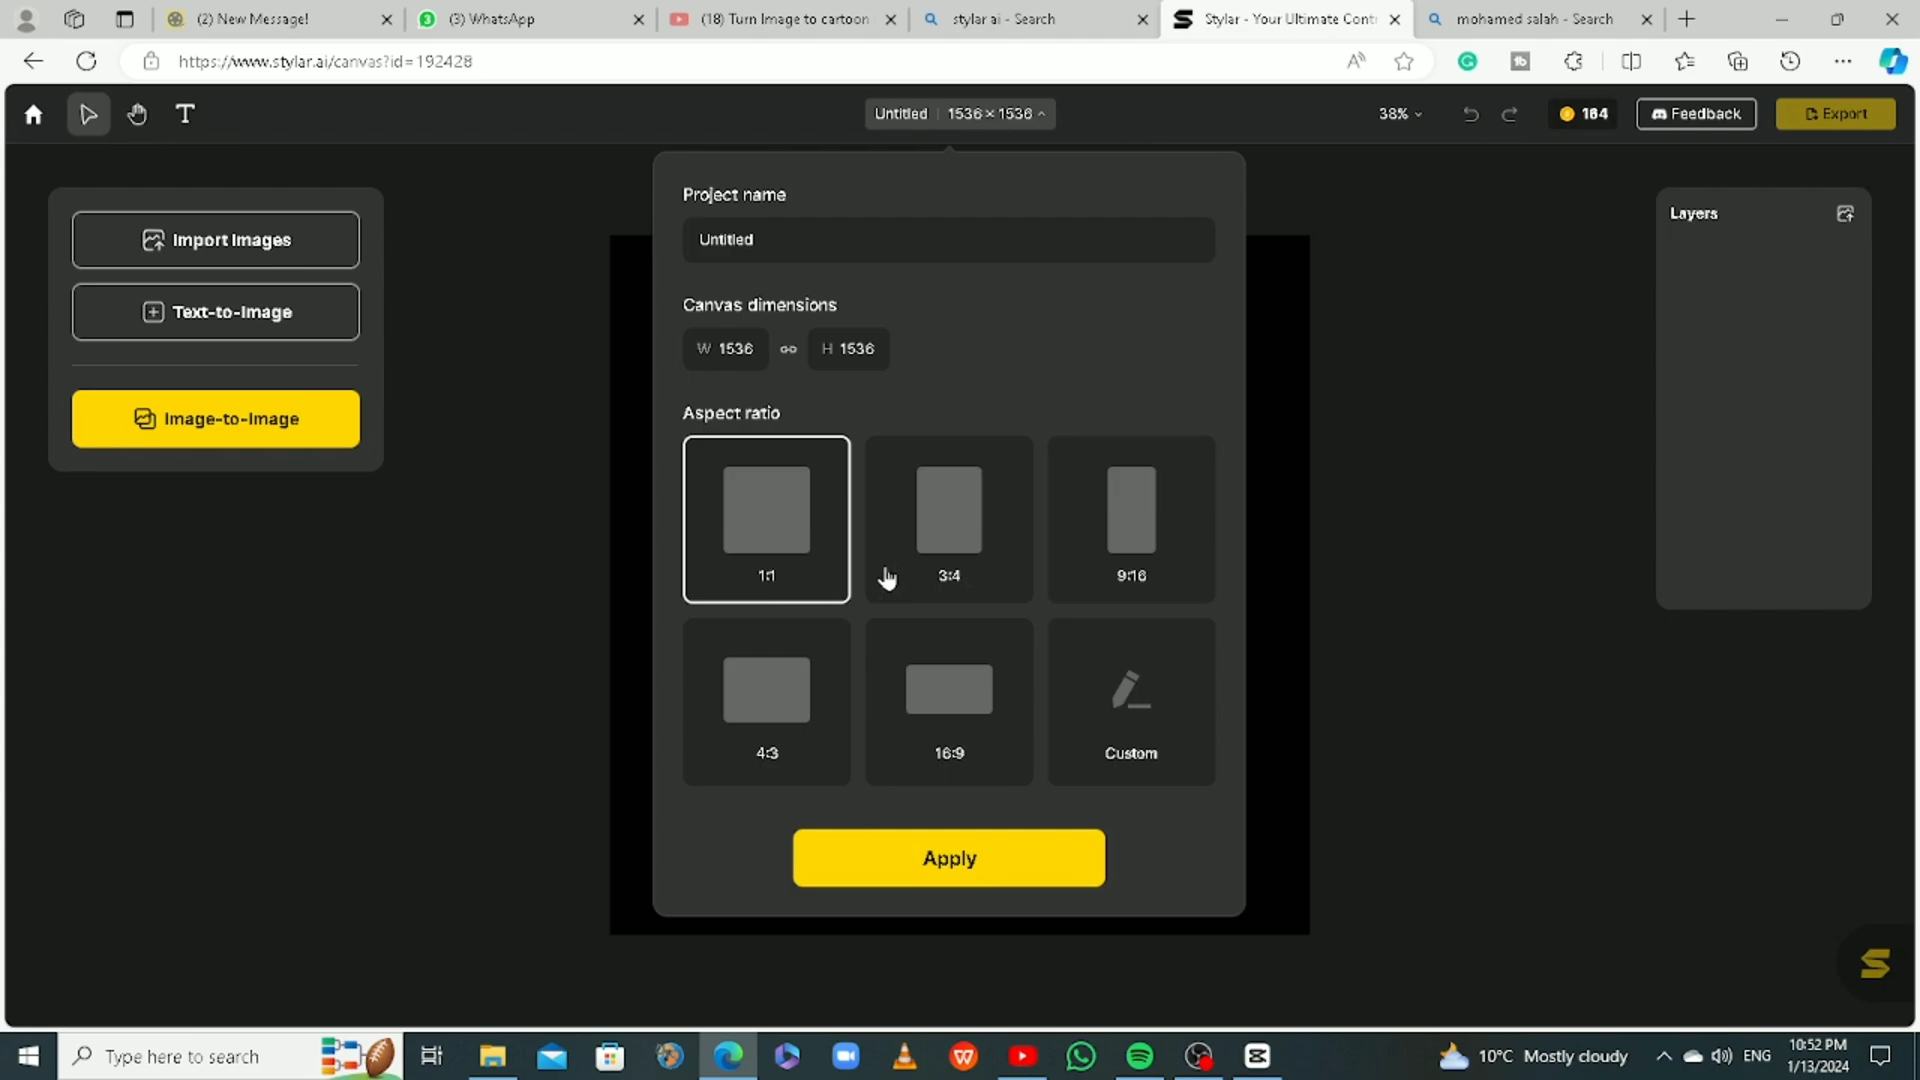 (2) New Message!
3
(3) WhatsApp
(18) Turn Image to cartoon
stylar ai - Search
Stylar - Your Ultimate Cont
mohamed salah - Search
https://www.stylar.ai/canvas?id=192428
Untitled
1536 × 1536
38%
164
Feedback
Export
Import Images
Text-to-Image
Image-to-Image
Project name
Untitled
Canvas dimensions
W 1536
H 1536
Aspect ratio
1:1
3:4
9:16
4:3
16:9
Custom
Apply
Layers
Type here to search
10°C Mostly cloudy
ENG
10:52 PM
1/13/2024